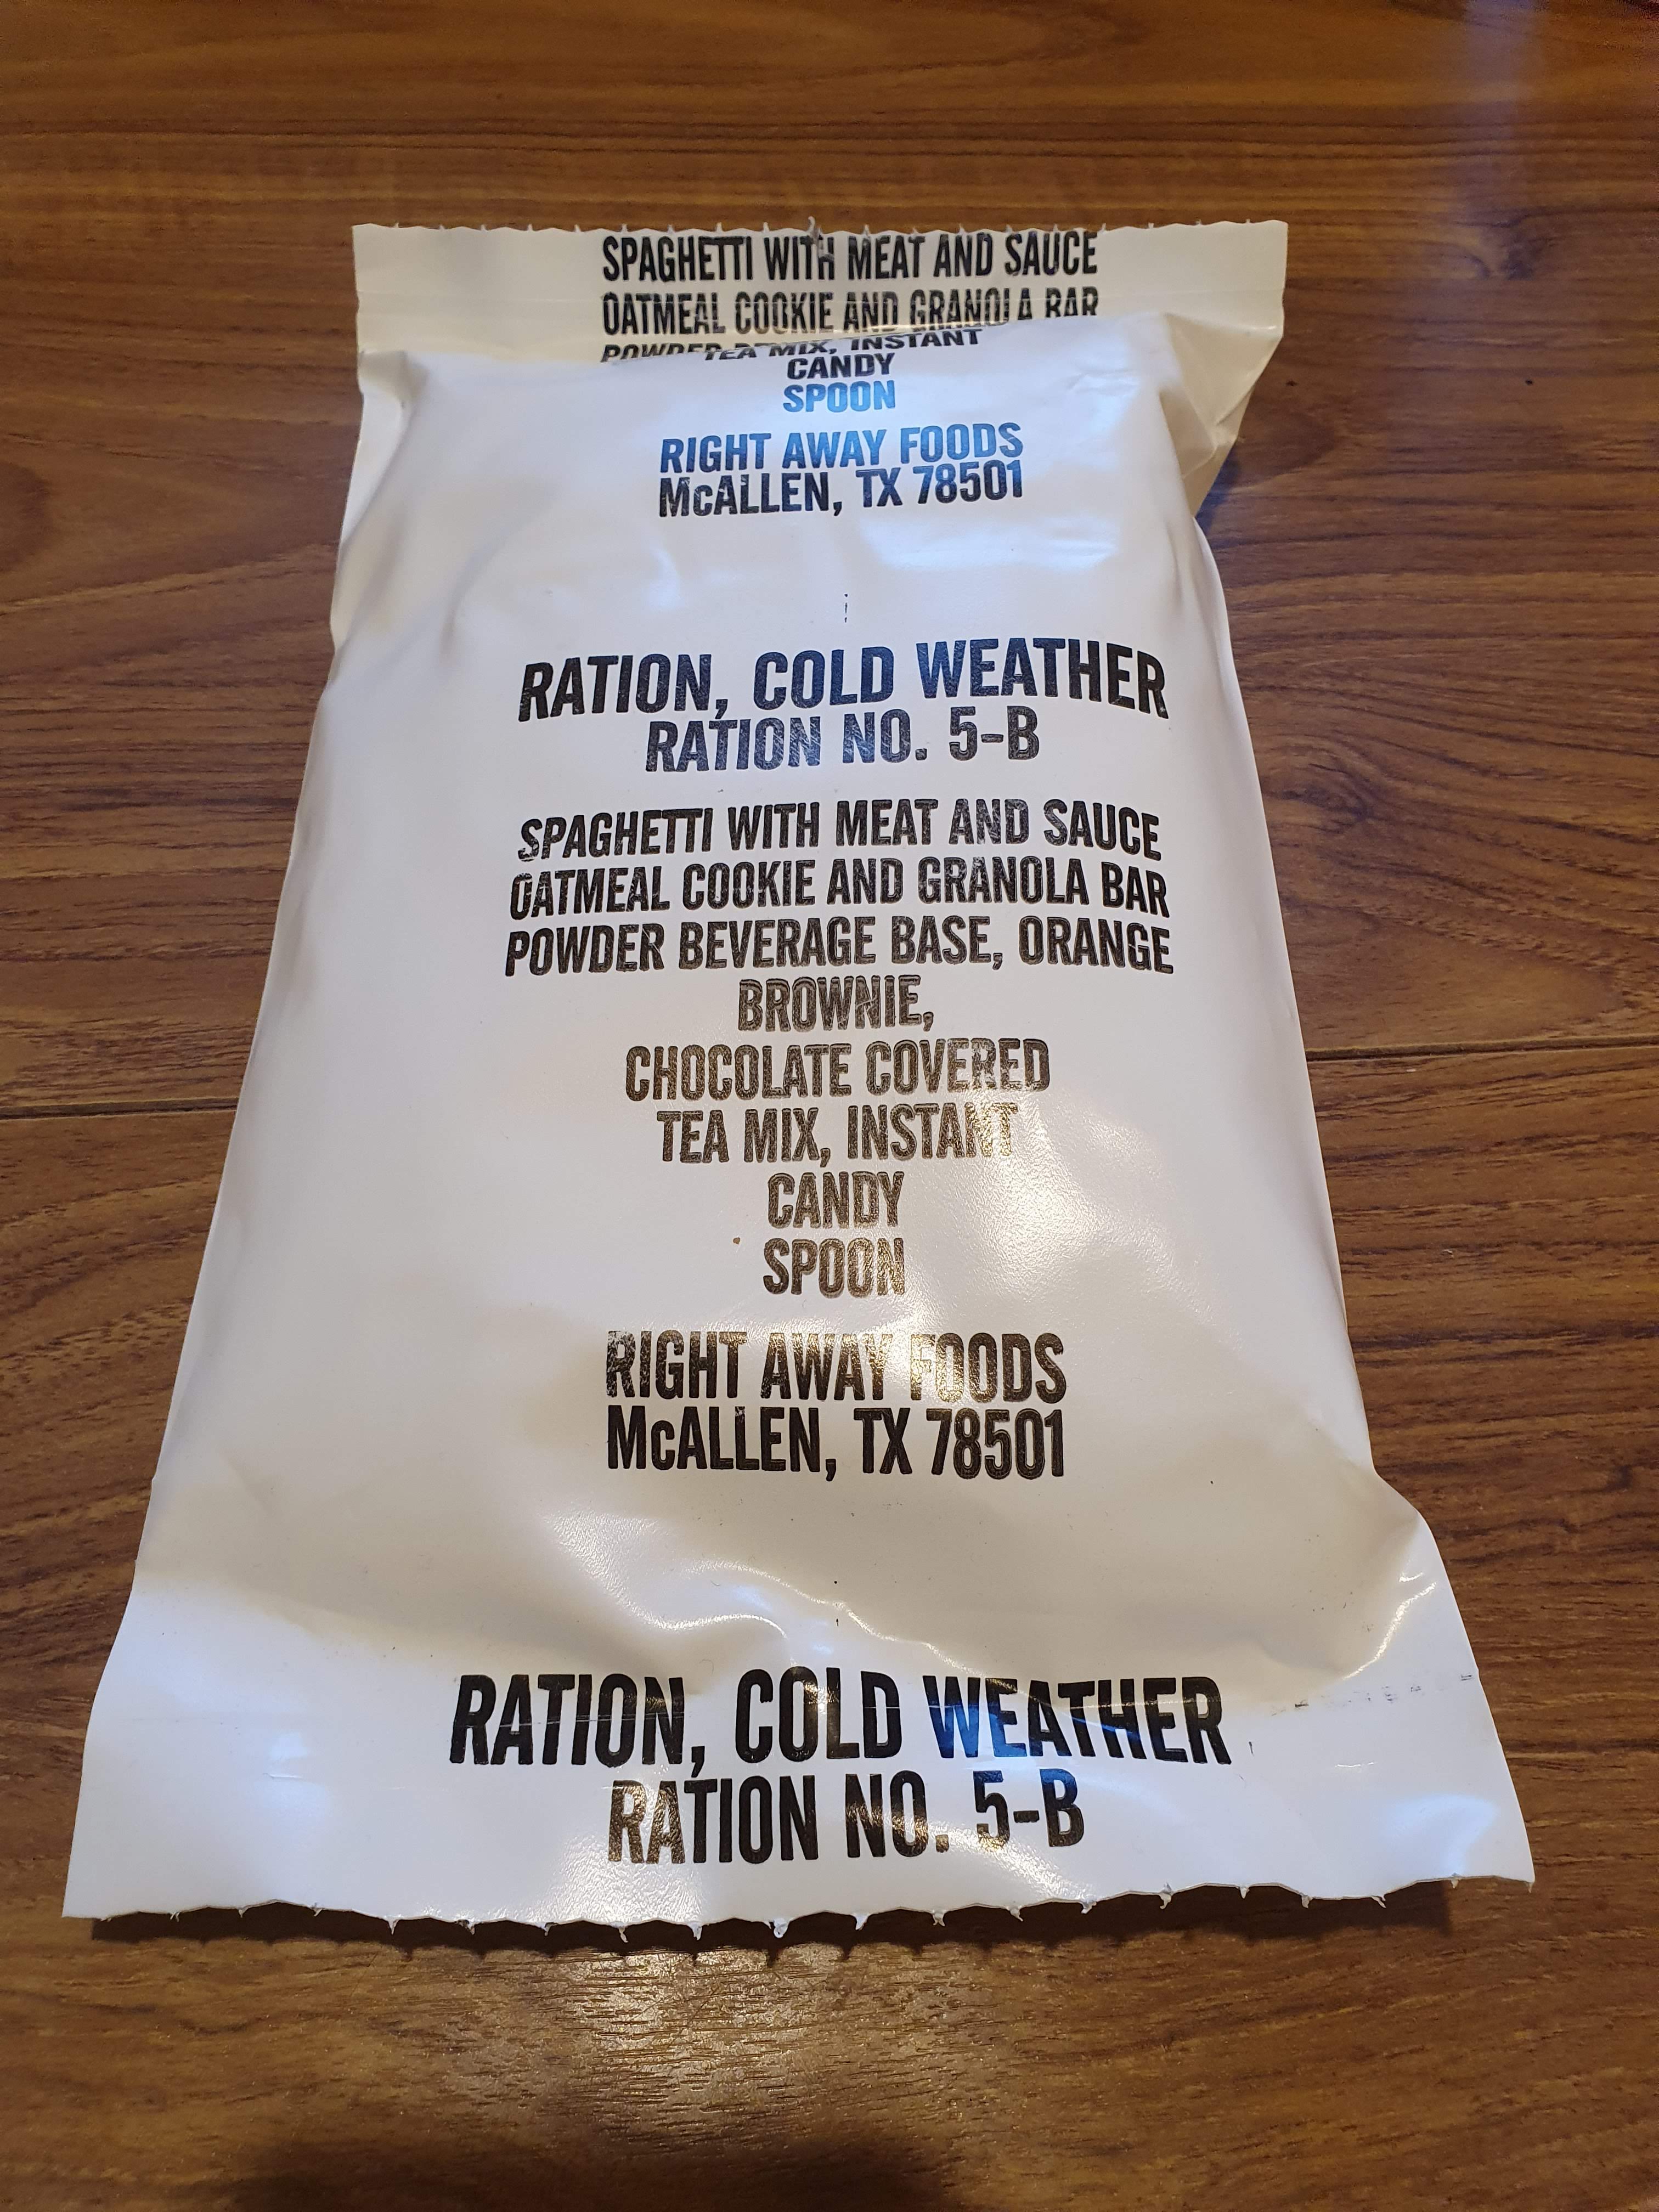 SPAGHETTI WITH MEAT AND SAUCE
OATMEAL COOKIE AND GRANOLA BAR
POWDER
TEA MIX, INSTANT
CANDY
SPOON
RIGHT AWAY FOODS
McALLEN, TX 78501
RATION, COLD WEATHER
RATION NO. 5-B
SPAGHETTI WITH MEAT AND SAUCE
OATMEAL COOKIE AND GRANOLA BAR
POWDER BEVERAGE BASE, ORANGE
BROWNIE,
CHOCOLATE COVERED
TEA MIX, INSTANT
CANDY
SPOON
RIGHT AWAY FOODS
McALLEN, TX 78501
RATION, COLD WEATHER
RATION NO. 5-B